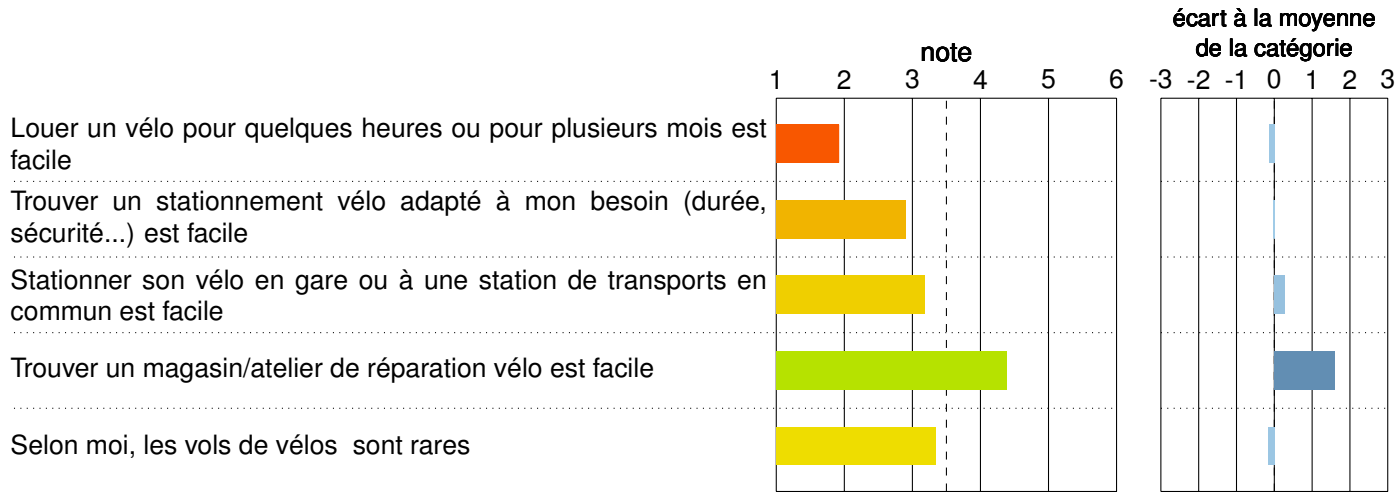 écart à la moyenne
note de la catégorie
1 2 3 4 5 6 -3 -2 -1 0 1 2 3
Louer un vélo pour quelques heures ou pour plusieurs mois est
facile
Trouver un stationnement vélo adapté à mon besoin (durée,
sécurité...) est facile
Stationner son vélo en gare ou à une station de transports en
commun est facile
Trouver un magasin/atelier de réparation vélo est facile
Selon moi, les vols de vélos sont rares